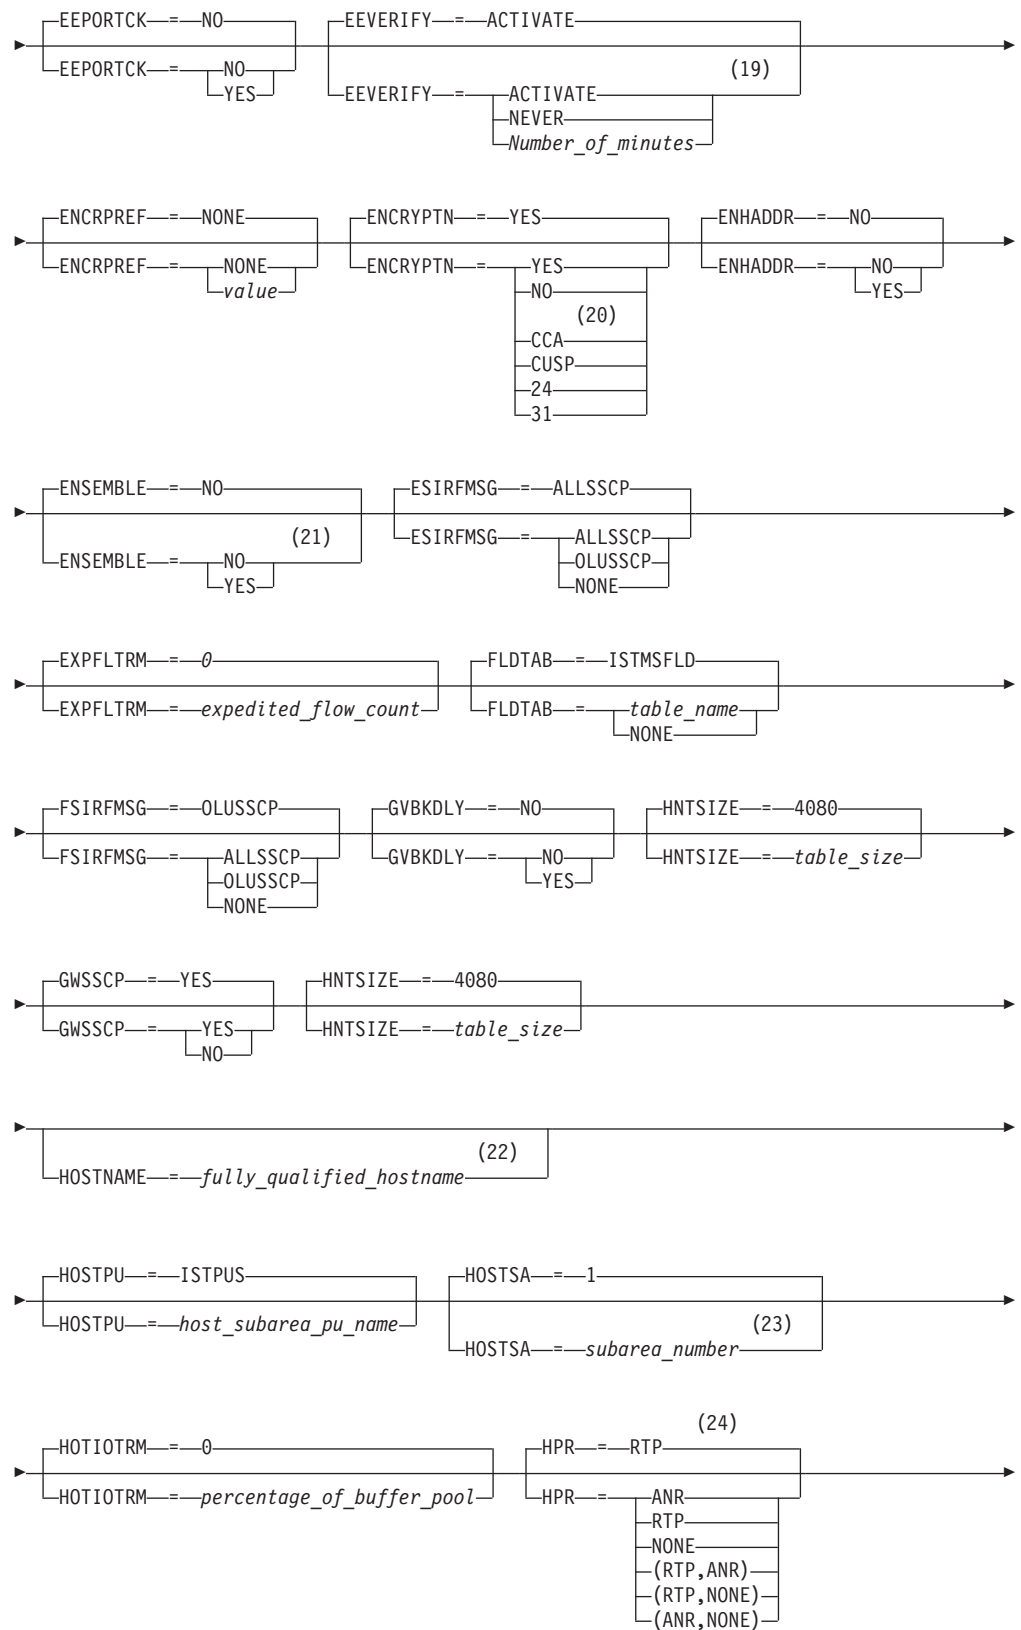 EEPORTCK = NO EEVERIFY = ACTIVATE
(19)
EEPORTCK = NO EEVERIFY = ACTIVATE
YES NEVER
Number_of_minutes
ENCRPREF = NONE ENCRYPTN = YES ENHADDR = NO
ENCRPREF = NONE ENCRYPTN = YES ENHADDR = NO
value NO YES
(20)
CCA
CUSP
24
31
ENSEMBLE = NO ESIRFMSG = ALLSSCP
(21) ESIRFMSG = ALLSSCP
ENSEMBLE = NO OLUSSCP
YES NONE
EXPFLTRM = 0 FLDTAB = ISTMSFLD
EXPFLTRM = expedited_flow_count FLDTAB = table_name
NONE
FSIRFMSG = OLUSSCP GVBKDLY = NO HNTSIZE = 4080
FSIRFMSG = ALLSSCP GVBKDLY = NO HNTSIZE = table_size
OLUSSCP YES
NONE
GWSSCP = YES HNTSIZE = 4080
GWSSCP = YES HNTSIZE = table_size
NO
(22)
HOSTNAME = fully_qualified_hostname
HOSTPU = ISTPUS HOSTSA = 1
HOSTPU = host_subarea_pu_name (23)
HOSTSA = subarea_number
(24)
HOTIOTRM = 0 HPR = RTP
HOTIOTRM = percentage_of_buffer_pool HPR = ANR
RTP
NONE
(RTP,ANR)
(RTP,NONE)
(ANR,NONE)